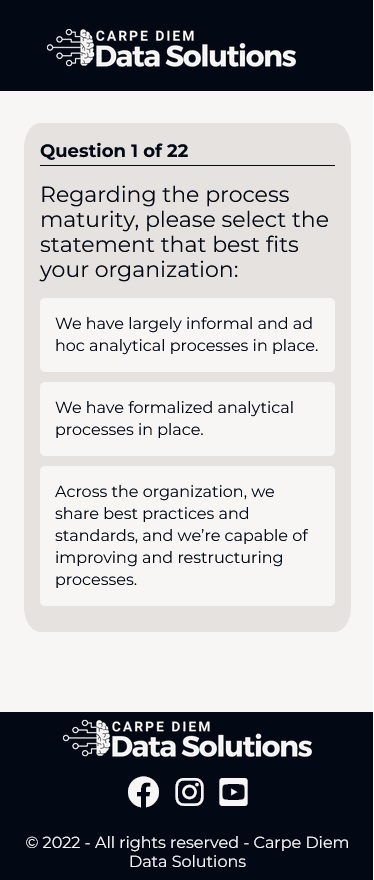 CARPE DIEM
Data Solutions
Question 1 of 22
Regarding the process
maturity, please select the
statement that best fits
your organization:
We have largely informal and ad
hoc analytical processes in place.
We have formalized analytical
processes in place.
Across the organization, we
share best practices and
standards, and we’re capable of
improving and restructuring
processes.
CARPE DIEM
Data Solutions
© 2022 - All rights reserved - Carpe Diem
Data Solutions